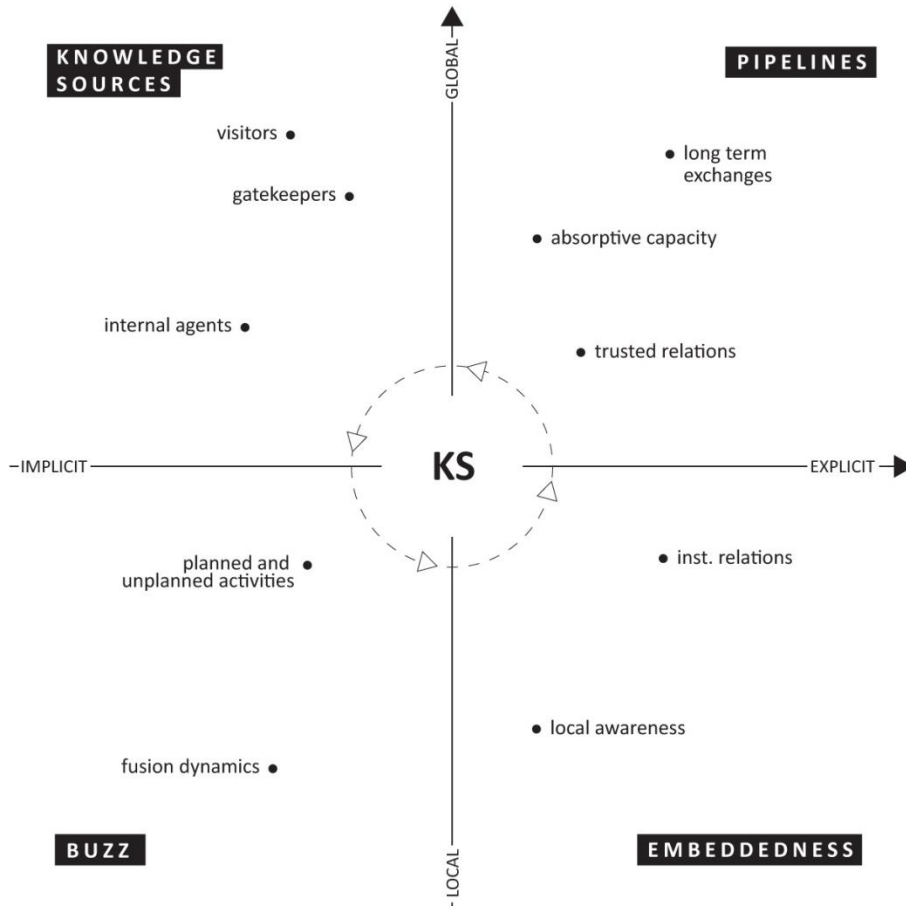 KNOWLEDGE
SOURCES
GLOBAL
PIPELINES
visitors
long term
exchanges
gatekeepers
absorptive capacity
internal agents
trusted relations
IMPLICIT
KS
EXPLICIT
planned and
unplanned activities
inst. relations
local awareness
fusion dynamics
BUZZ
LOCAL
EMBEDDEDNESS